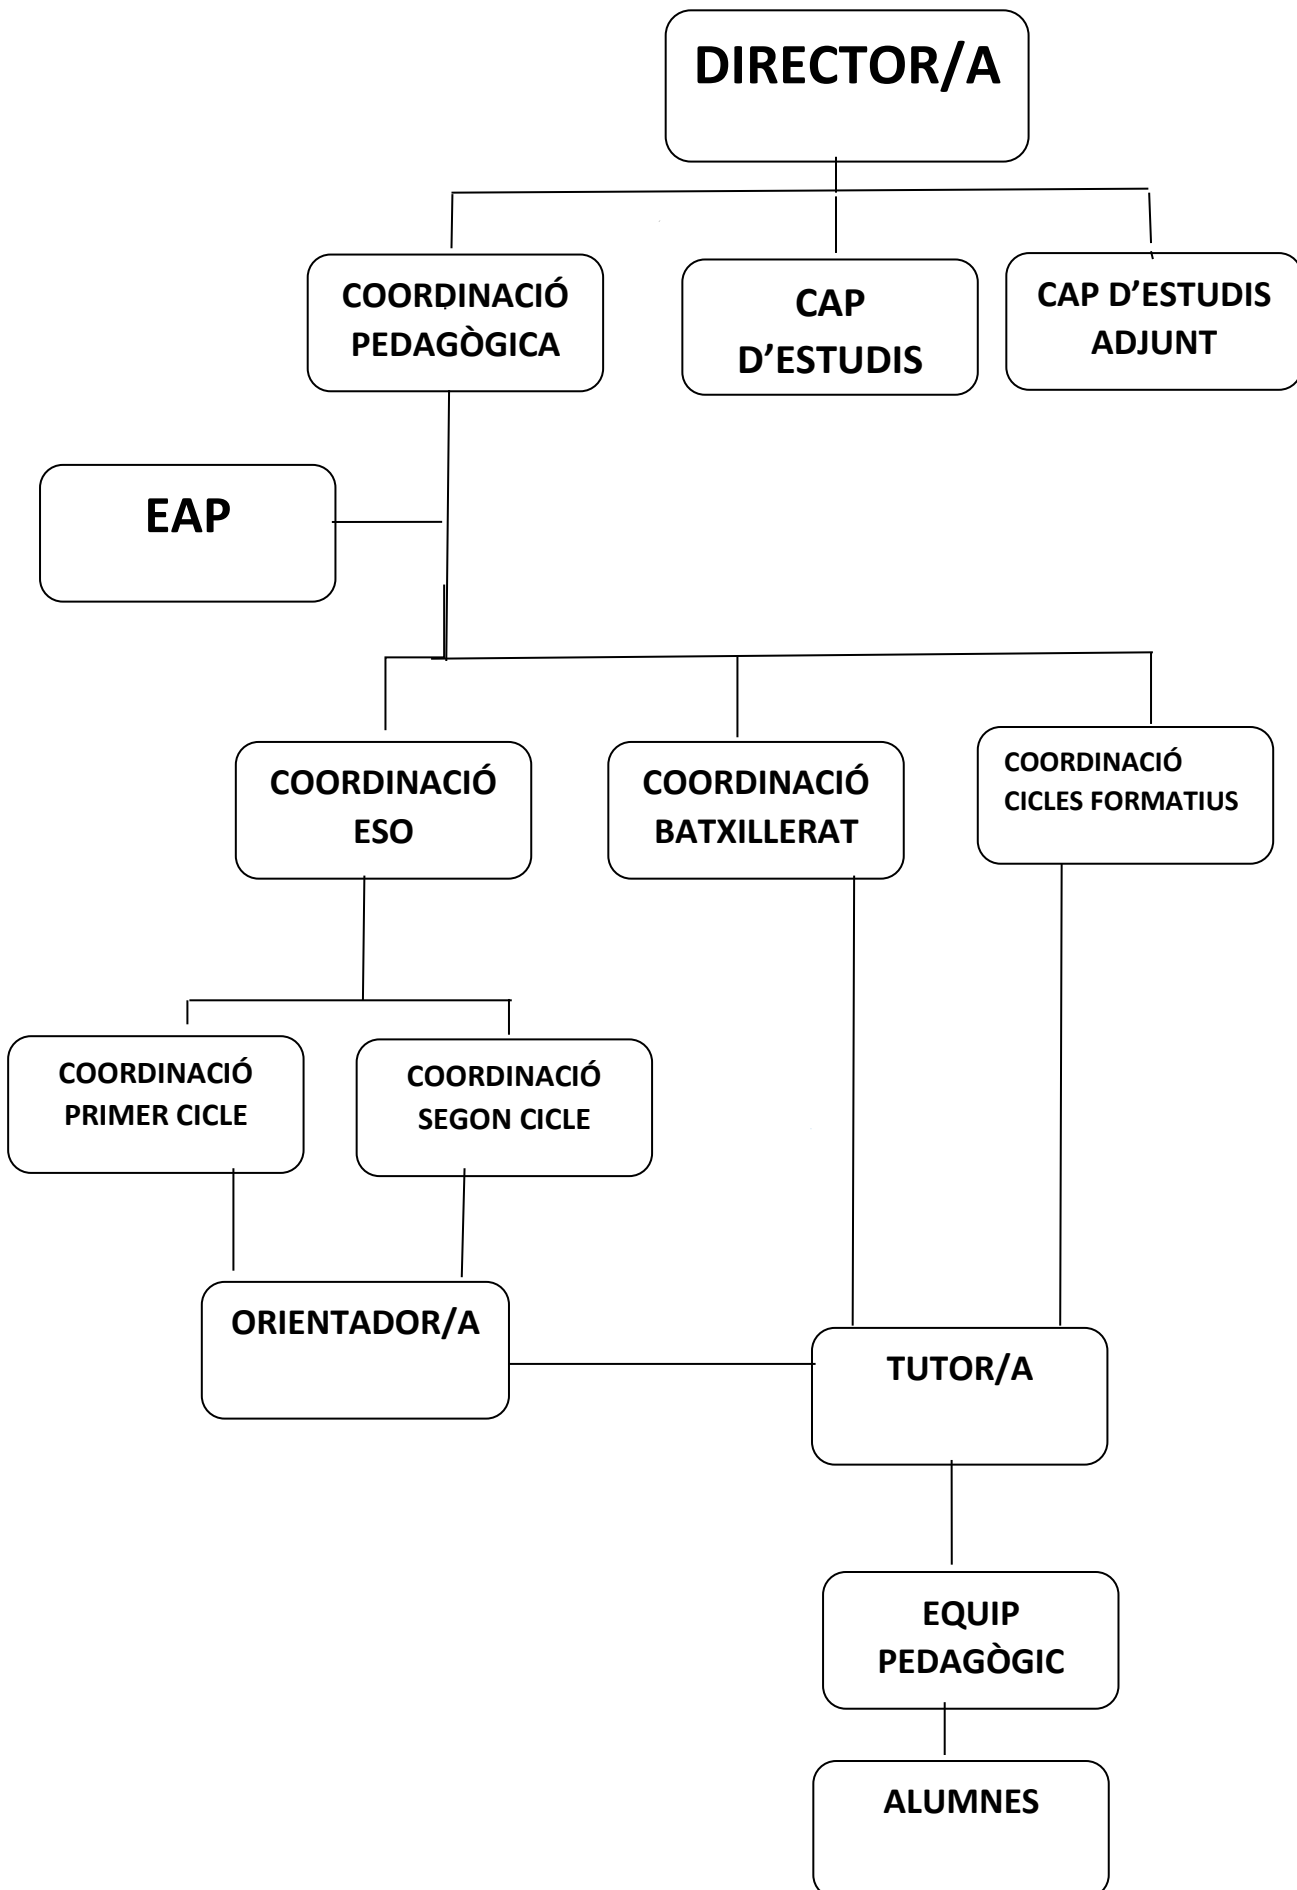 DIRECTOR/A
COORDINACIÓ
PEDAGÒGICA
CAP
D’ESTUDIS
CAP D’ESTUDIS
ADJUNT
EAP
COORDINACIÓ
ESO
COORDINACIÓ
BATXILLERAT
COORDINACIÓ
CICLES FORMATIUS
COORDINACIÓ
PRIMER CICLE
COORDINACIÓ
SEGON CICLE
ORIENTADOR/A
TUTOR/A
EQUIP
PEDAGÒGIC
ALUMNES